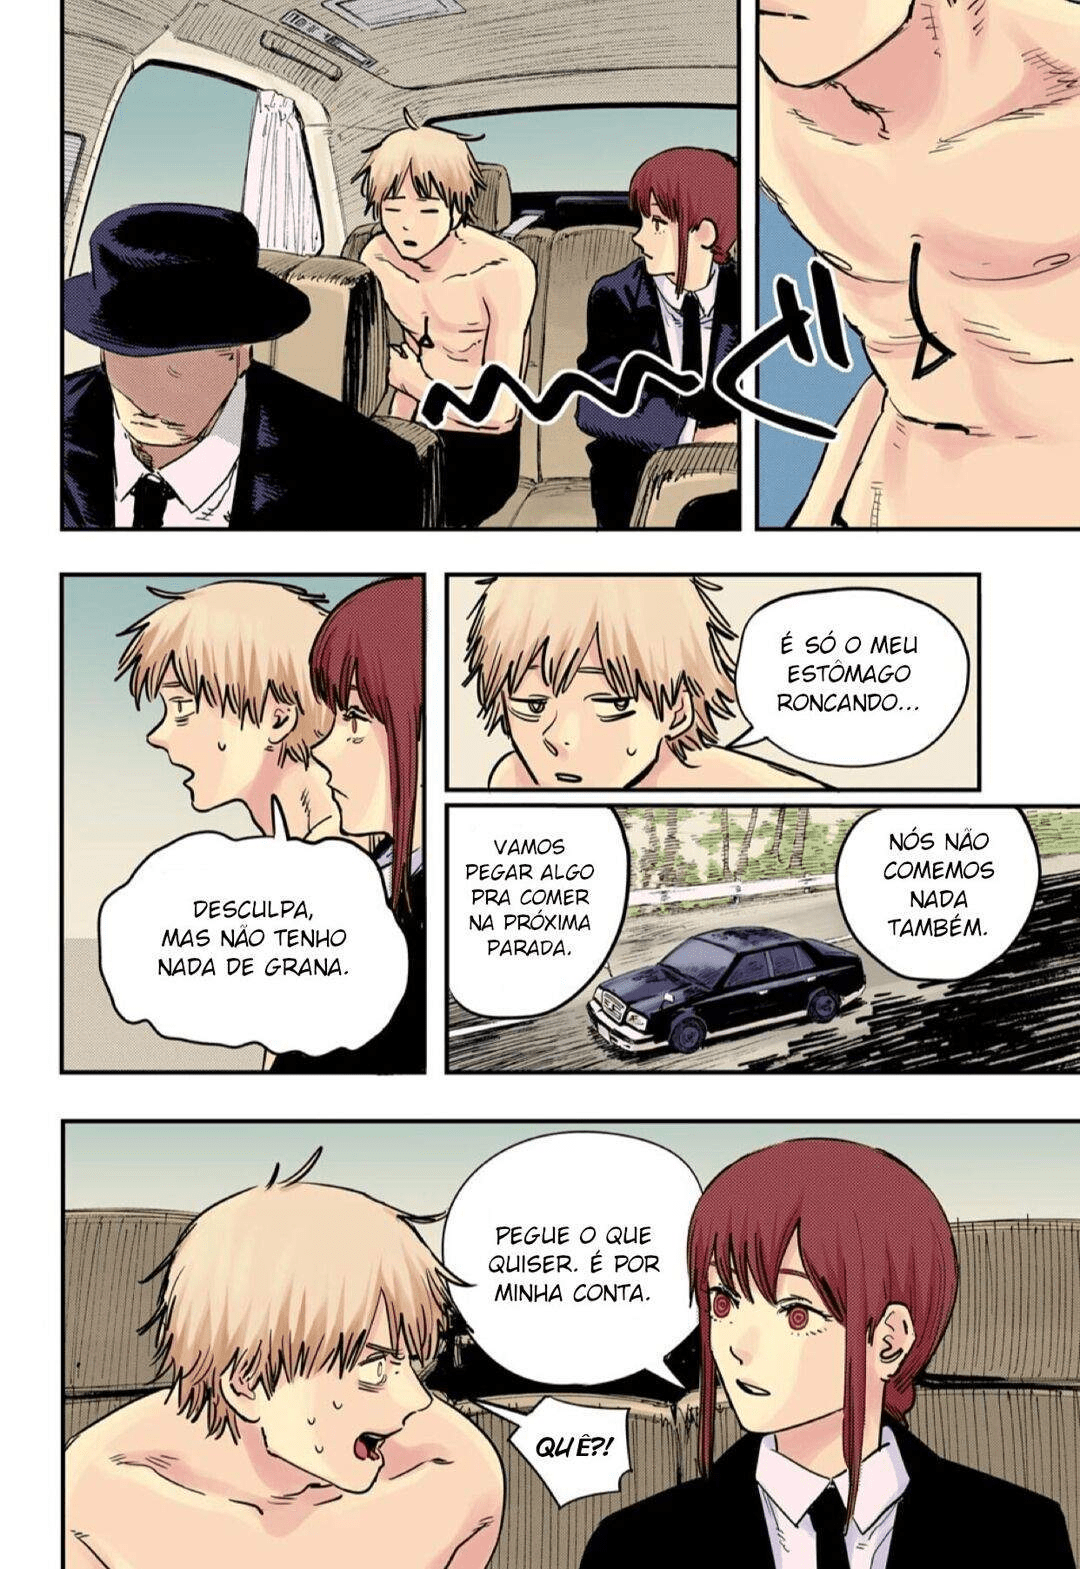 É SÓ O MEU
ESTÔMAGO
RONCANDO...
DESCULPA,
MAS NÃO TENHO
NADA DE GRANA.
NÓS NÃO
COMEMOS
NADA
TAMBÉM.
VAMOS
PEGAR ALGO
PRA COMER
NA PRÓXIMA
PARADA.
PEGUE O QUE
QUISER. É POR
MINHA CONTA.
QUÊ?!